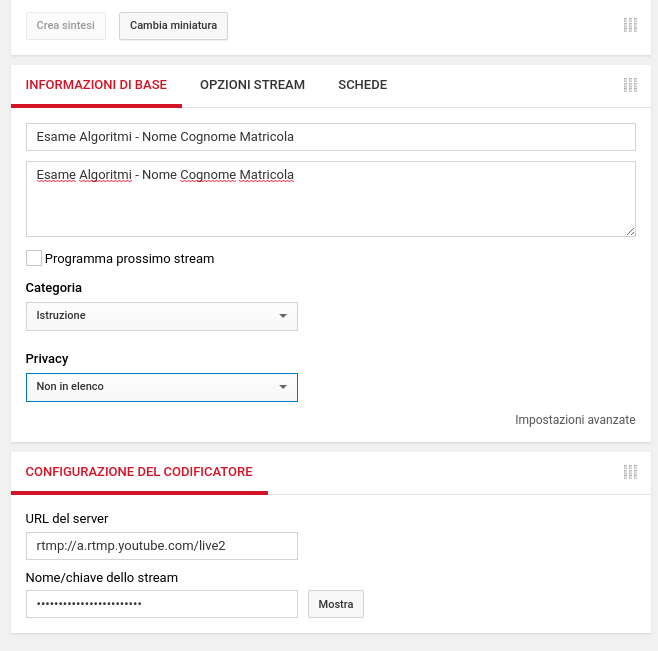 Crea sintesi Cambia miniatura
INFORMAZIONI DI BASE OPZIONI STREAM SCHEDE
Esame Algoritmi - Nome Cognome Matricola
Esame Algoritmi - Nome Cognome Matricola
Programma prossimo stream
Categoria
Istruzione
Privacy
Non in elenco
Impostazioni avanzate
CONFIGURAZIONE DEL CODIFICATORE
URL del server
rtmp://a.rtmp.youtube.com/live2
Nome/chiave dello stream
•••••••••••••••••••••••• Mostra